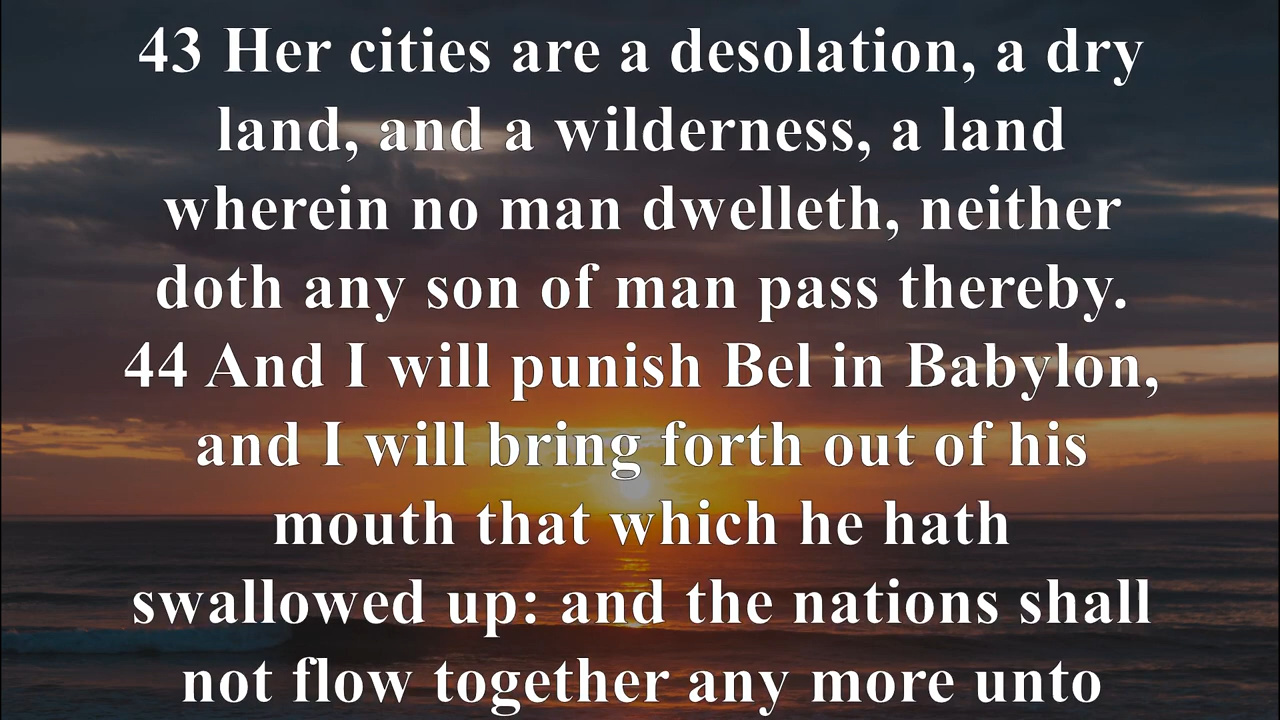 43 Her cities are a desolation, a dry
land, and a wilderness, a land
wherein no man dwelleth, neither
doth any son of man pass thereby.
44 And I will punish Bel in Babylon,
and I will bring forth out of his
mouth that which he hath
swallowed up: and the nations shall
not flow together any more unto